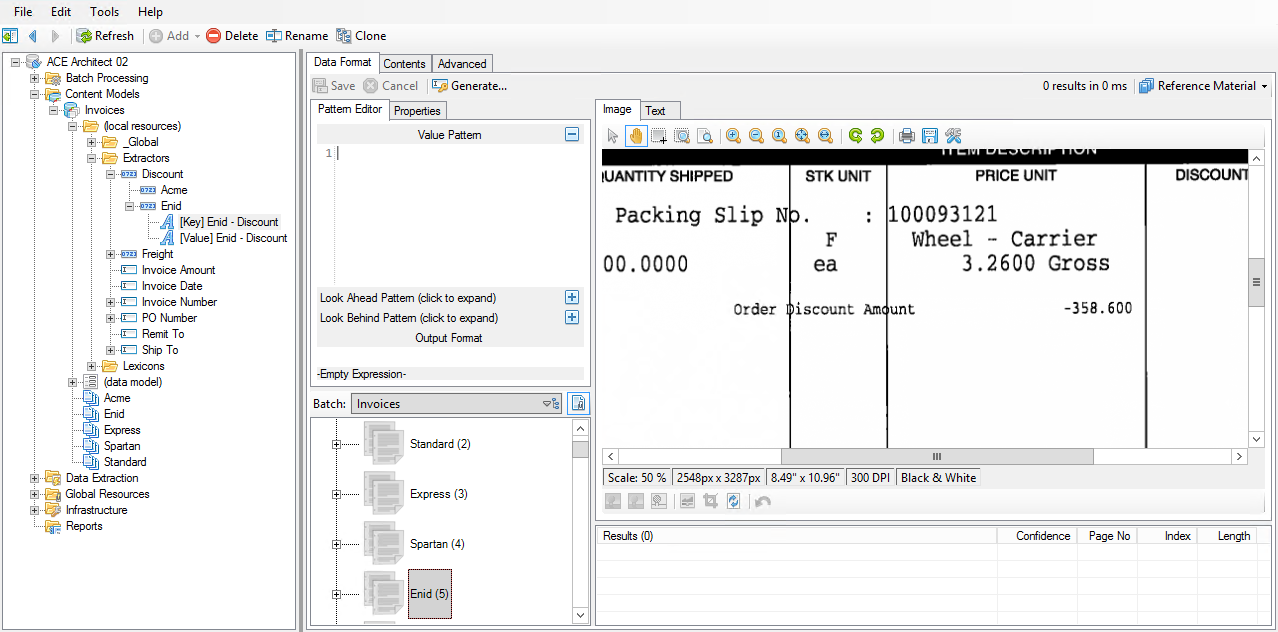 File Edit Tools Help
Refresh Add Delete Rename Clone
ACE Architect 02
Batch Processing
Content Models
Invoices
(local resources)
_Global
Extractors
Discount
Acme
Enid
[Key] Enid - Discount
[Value] Enid - Discount
Freight
Invoice Amount
Invoice Date
Invoice Number
PO Number
Remit To
Ship To
Lexicons
(data model)
Acme
Enid
Express
Spartan
Standard
Data Extraction
Global Resources
Infrastructure
Reports
Data Format Contents Advanced
Save Cancel Generate... 0 results in 0 ms Reference Material
Pattern Editor Properties
Value Pattern
1
Look Ahead Pattern (click to expand)
Look Behind Pattern (click to expand)
Output Format
-Empty Expression-
Batch: Invoices
Standard (2)
Express (3)
Spartan (4)
Enid (5)
Image Text
ITEM DESCRIPTION
UANTITY SHIPPED STK UNIT PRICE UNIT DISCOUNT
Packing Slip No. : 100093121
F Wheel - Carrier
00.0000 ea 3.2600 Gross
Order Discount Amount -358.600
Scale: 50 % 2548px x 3287px 8.49" x 10.96" 300 DPI Black & White
Results (0) Confidence Page No Index Length